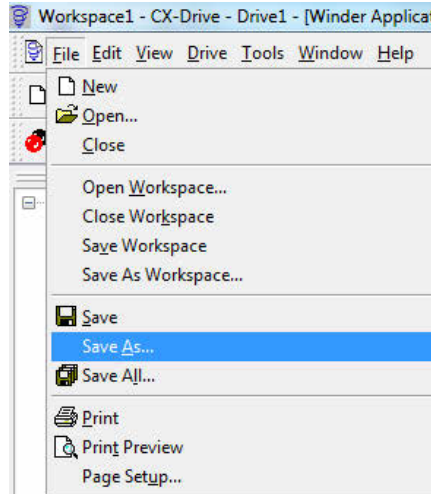 Workspace1 - CX-Drive - Drive1 - [Winder Applica
File Edit View Drive Tools Window Help
New
Open...
Close
Open Workspace...
Close Workspace
Save Workspace
Save As Workspace...
Save
Save As...
Save All...
Print
Print Preview
Page Setup...